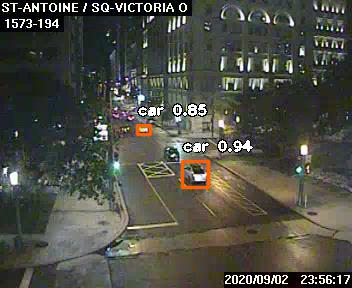 ST-ANTOINE / SQ-VICTORIA O
1573-194
car 0.85
car 0.94
2020/09/02 23:56:17